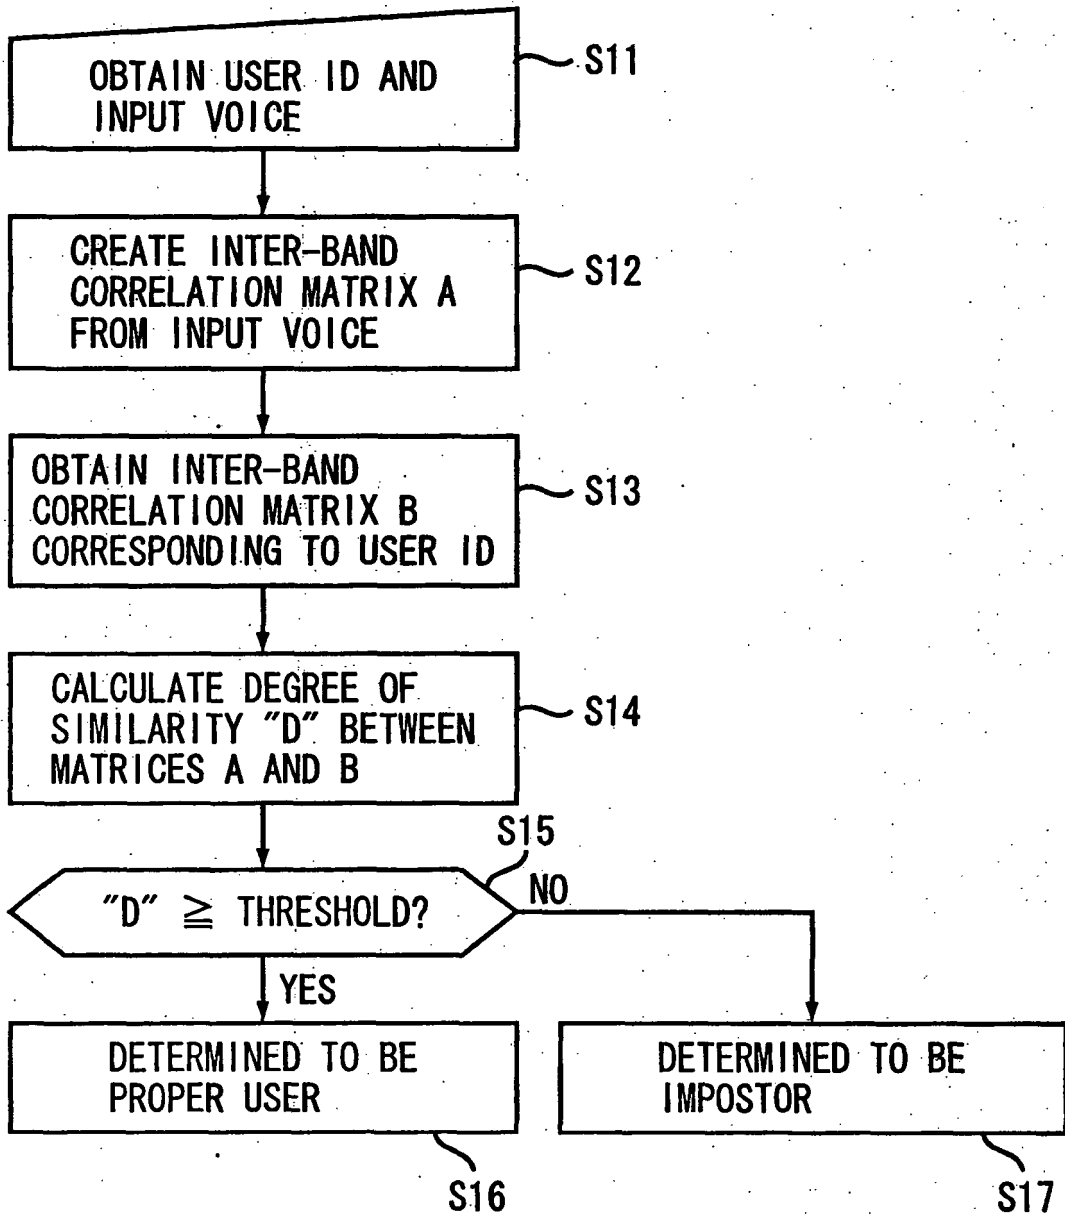 OBTAIN USER ID AND
INPUT VOICE
S11
CREATE INTER-BAND
CORRELATION MATRIX A
FROM INPUT VOICE
S12
OBTAIN INTER-BAND
CORRELATION MATRIX B
CORRESPONDING TO USER ID
S13
CALCULATE DEGREE OF
SIMILARITY "D" BETWEEN
MATRICES A AND B
S14
S15
"D" ≧ THRESHOLD?
NO
YES
DETERMINED TO BE
PROPER USER
S16
DETERMINED TO BE
IMPOSTOR
S17